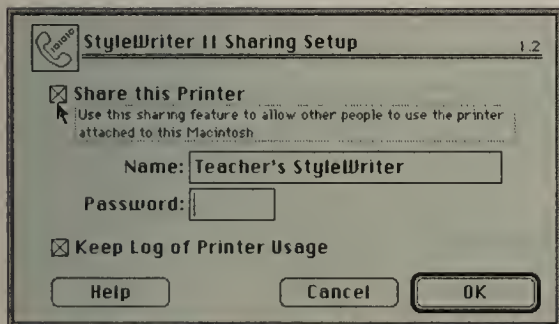 StyleWriter II Sharing Setup 1.2
Share this Printer
Use this sharing feature to allow other people to use the printer
attached to this Macintosh
Name: Teacher's StyleWriter
Password:
Keep Log of Printer Usage
Help Cancel OK